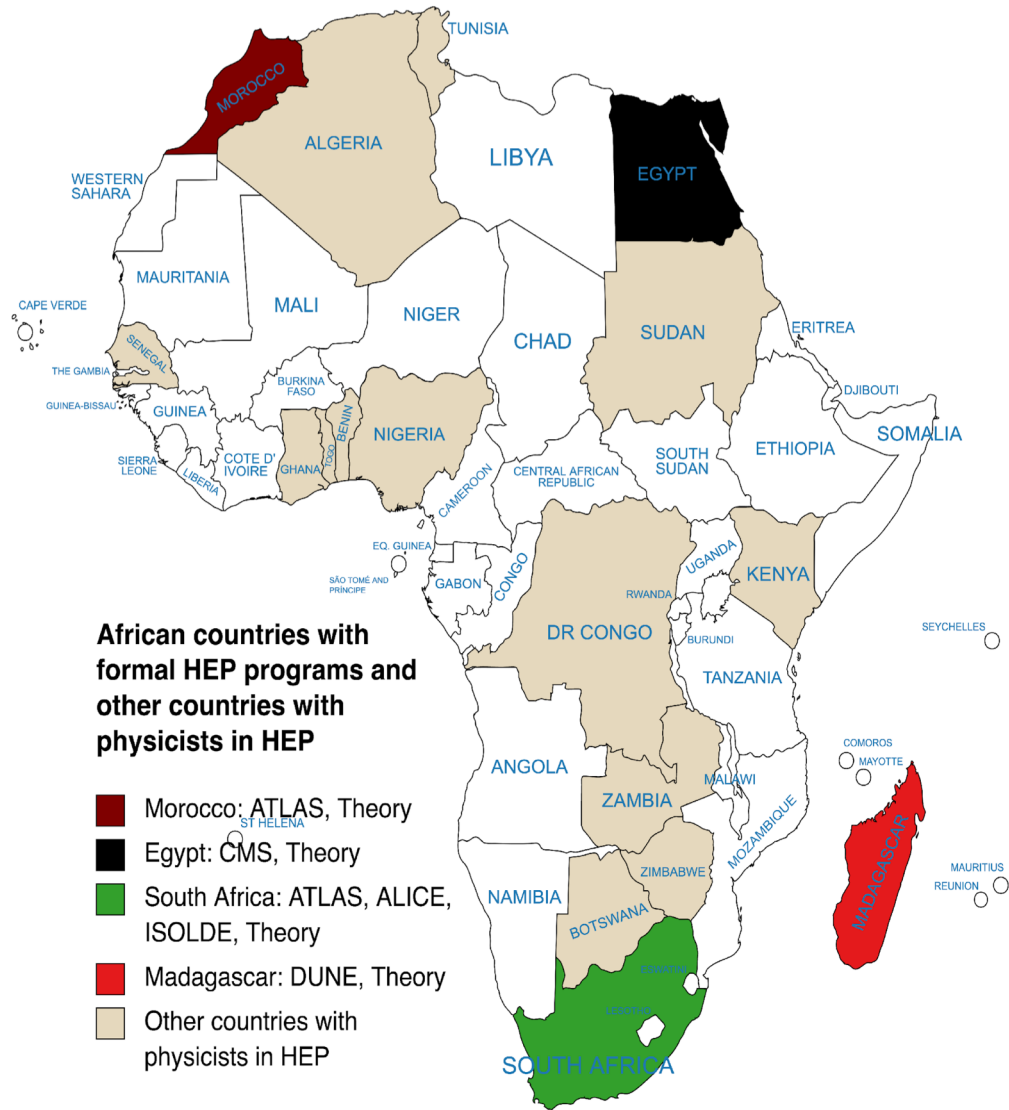 TUNISIA
MOROCCO
ALGERIA
LIBYA
EGYPT
WESTERN
SAHARA
MAURITANIA
MALI
NIGER
CHAD
SUDAN
ERITREA
CAPE VERDE
SENEGAL
THE GAMBIA
GUINEA-BISSAU
GUINEA
BURKINA
FASO
BENIN
NIGERIA
DJIBOUTI
SOMALIA
ETHIOPIA
SOUTH
SUDAN
SIERRA
LEONE
LIBERIA
COTE D'
IVOIRE
GHANA
TOGO
CAMEROON
CENTRAL AFRICAN
REPUBLIC
EQ. GUINEA
SÃO TOMÉ AND
PRÍNCIPE
GABON
CONGO
UGANDA
KENYA
RWANDA
DR CONGO
BURUNDI
TANZANIA
SEYCHELLES
African countries with
formal HEP programs and
other countries with
physicists in HEP
ANGOLA
ZAMBIA
MALAWI
COMOROS
MAYOTTE
MOZAMBIQUE
MADAGASCAR
MAURITIUS
REUNION
ZIMBABWE
NAMIBIA
BOTSWANA
ESWATINI
LESOTHO
SOUTH AFRICA
Morocco: ATLAS, Theory
ST HELENA
Egypt: CMS, Theory
South Africa: ATLAS, ALICE,
ISOLDE, Theory
Madagascar: DUNE, Theory
Other countries with
physicists in HEP